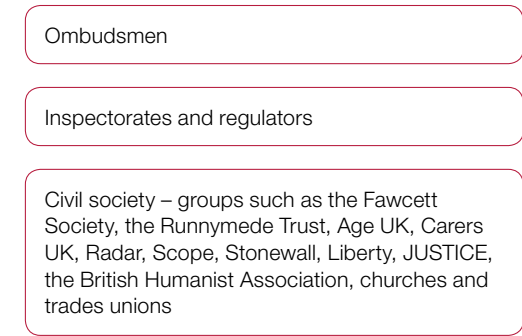 Ombudsmen
Inspectorates and regulators
Civil society – groups such as the Fawcett
Society, the Runnymede Trust, Age UK, Carers
UK, Radar, Scope, Stonewall, Liberty, JUSTICE,
the British Humanist Association, churches and
trades unions